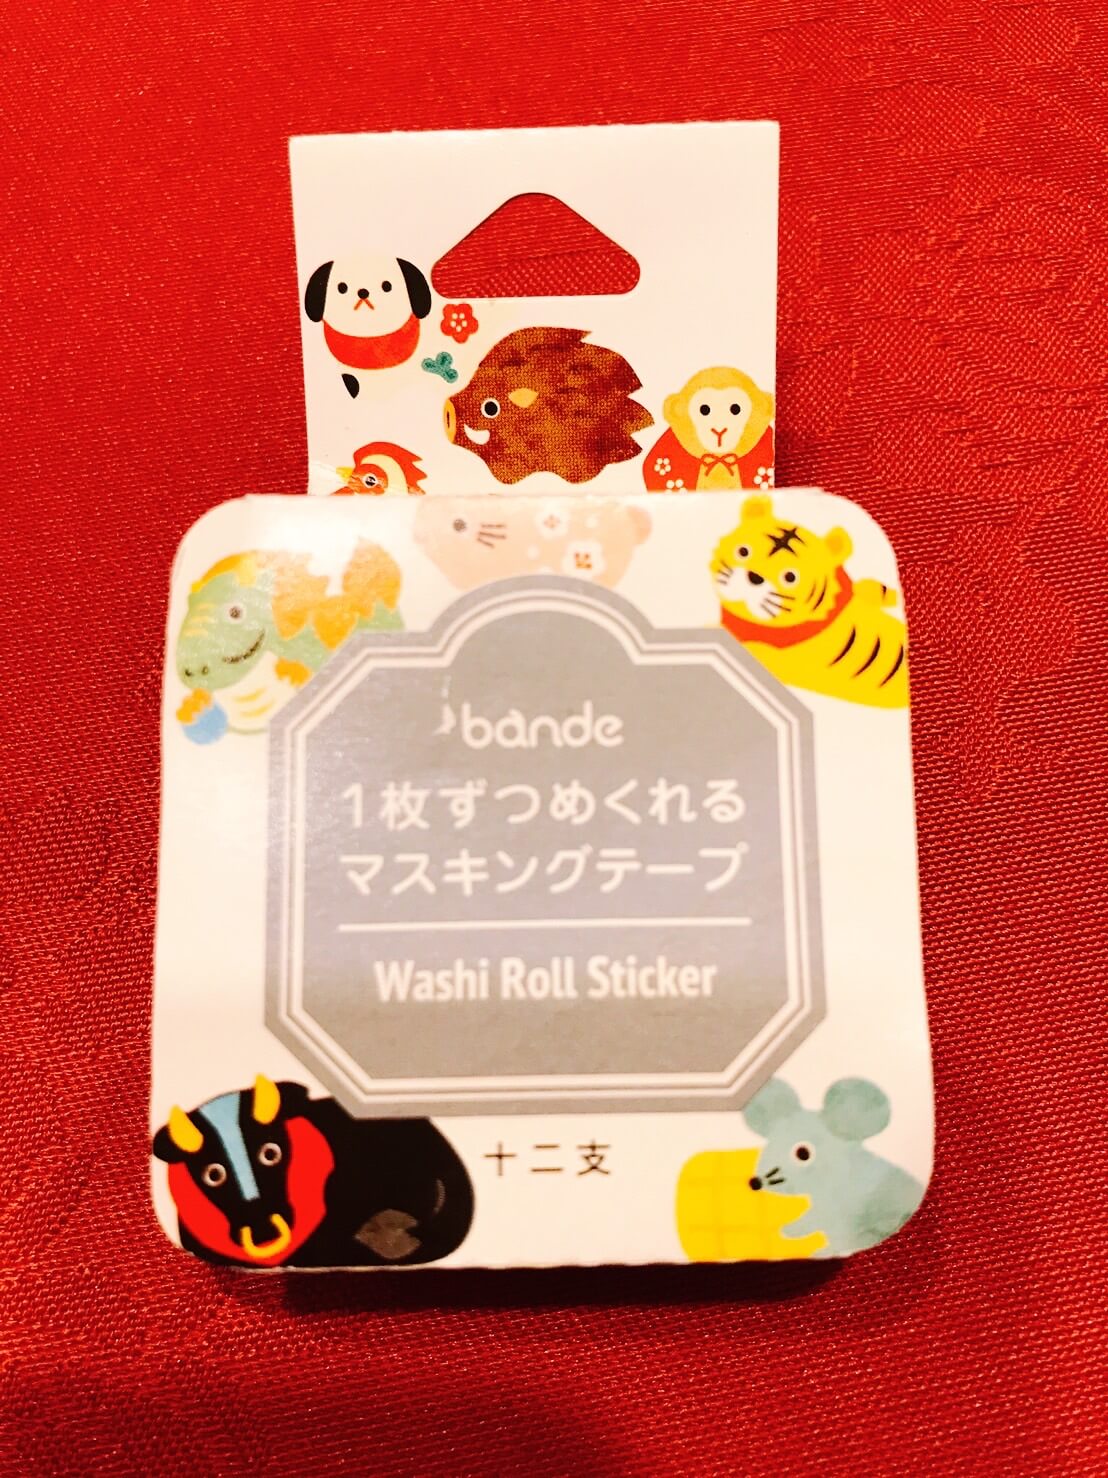 bande
1枚ずつめくれる
マスキングテープ
Washi Roll Sticker
十二支